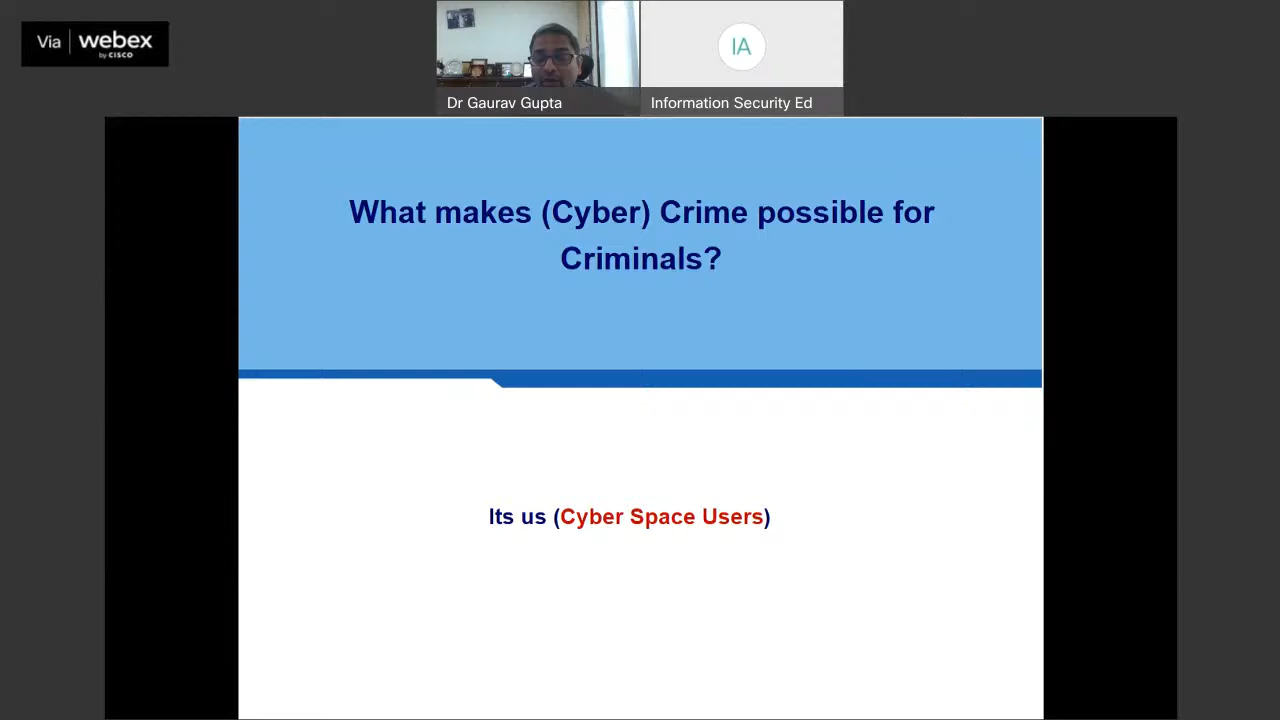 Via webex
by CISCO
IA
Dr Gaurav Gupta
Information Security Ed
What makes (Cyber) Crime possible for
Criminals?
Its us (Cyber Space Users)